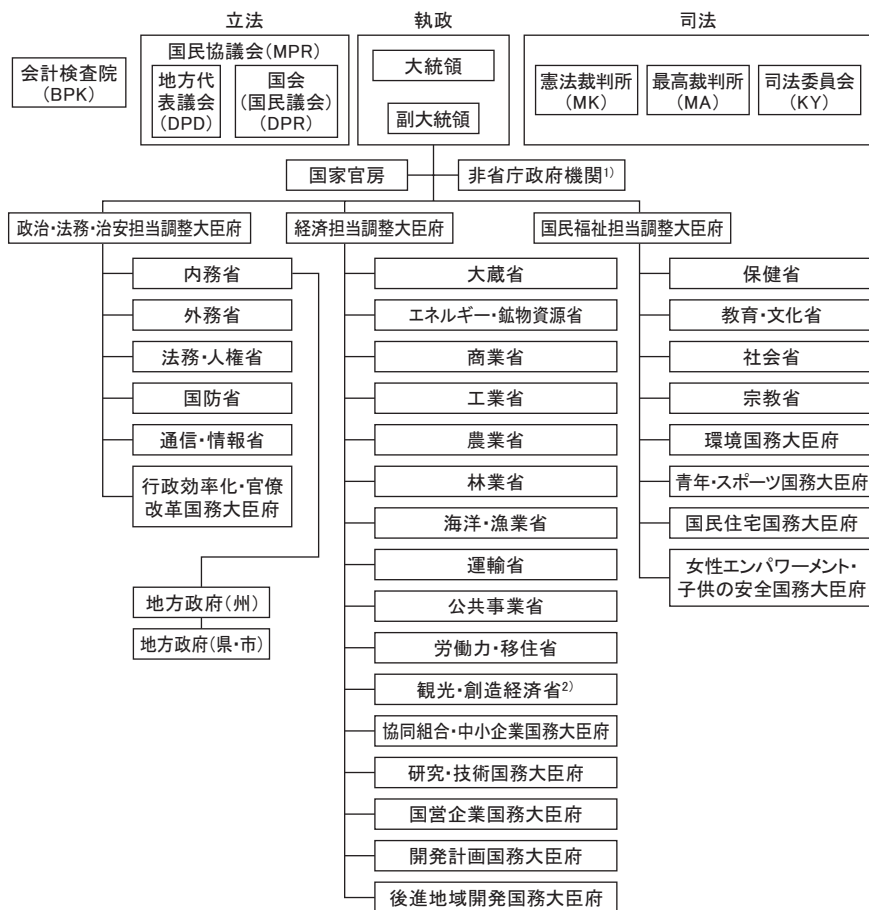 立法
執政
司法
会計検査院
(BPK)
国民協議会(MPR)
地方代
表議会
(DPD)
国会
(国民議会)
(DPR)
大統領
副大統領
憲法裁判所
(MK)
最高裁判所
(MA)
司法委員会
(KY)
国家官房
非省庁政府機関1)
政治・法務・治安担当調整大臣府
経済担当調整大臣府
国民福祉担当調整大臣府
内務省
外務省
法務・人権省
国防省
通信・情報省
行政効率化・官僚
改革国務大臣府
地方政府(州)
地方政府(県・市)
大蔵省
エネルギー・鉱物資源省
商業省
工業省
農業省
林業省
海洋・漁業省
運輸省
公共事業省
労働力・移住省
観光・創造経済省2)
協同組合・中小企業国務大臣府
研究・技術国務大臣府
国営企業国務大臣府
開発計画国務大臣府
後進地域開発国務大臣府
保健省
教育・文化省
社会省
宗教省
環境国務大臣府
青年・スポーツ国務大臣府
国民住宅国務大臣府
女性エンパワーメント・
子供の安全国務大臣府